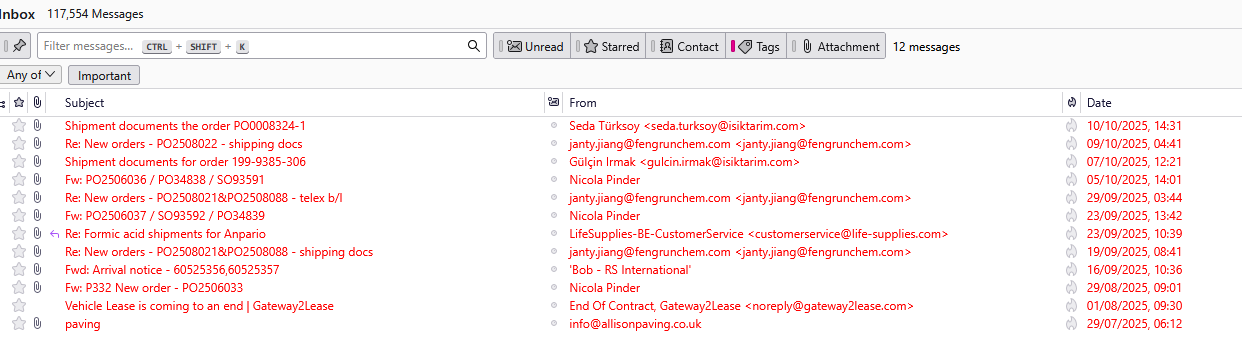 Inbox 117,554 Messages
Filter messages... CTRL + SHIFT + K Unread Starred Contact Tags Attachment 12 messages
Any of Important
Subject From Date
Shipment documents the order PO0008324-1 Seda Türksoy <seda.turksoy@isiktarim.com> 10/10/2025, 14:31
Re: New orders - PO2508022 - shipping docs janty.jiang@fengrunchem.com <janty.jiang@fengrunchem.com> 09/10/2025, 04:41
Shipment documents for order 199-9385-306 Gülçin Irmak <gulcin.irmak@isiktarim.com> 07/10/2025, 12:21
Fw: PO2506036 / PO34838 / SO93591 Nicola Pinder 05/10/2025, 14:01
Re: New orders - PO2508021&PO2508088 - telex b/l janty.jiang@fengrunchem.com <janty.jiang@fengrunchem.com> 29/09/2025, 03:44
Fw: PO2506037 / SO93592 / PO34839 Nicola Pinder 23/09/2025, 13:42
Re: Formic acid shipments for Anpario LifeSupplies-BE-CustomerService <customerservice@life-supplies.com> 23/09/2025, 10:39
Re: New orders - PO2508021&PO2508088 - shipping docs janty.jiang@fengrunchem.com <janty.jiang@fengrunchem.com> 19/09/2025, 08:41
Fwd: Arrival notice - 60525356,60525357 'Bob - RS International' 16/09/2025, 10:36
Fw: P332 New order - PO2506033 Nicola Pinder 29/08/2025, 09:01
Vehicle Lease is coming to an end | Gateway2Lease End Of Contract, Gateway2Lease <noreply@gateway2lease.com> 01/08/2025, 09:30
paving info@allisonpaving.co.uk 29/07/2025, 06:12